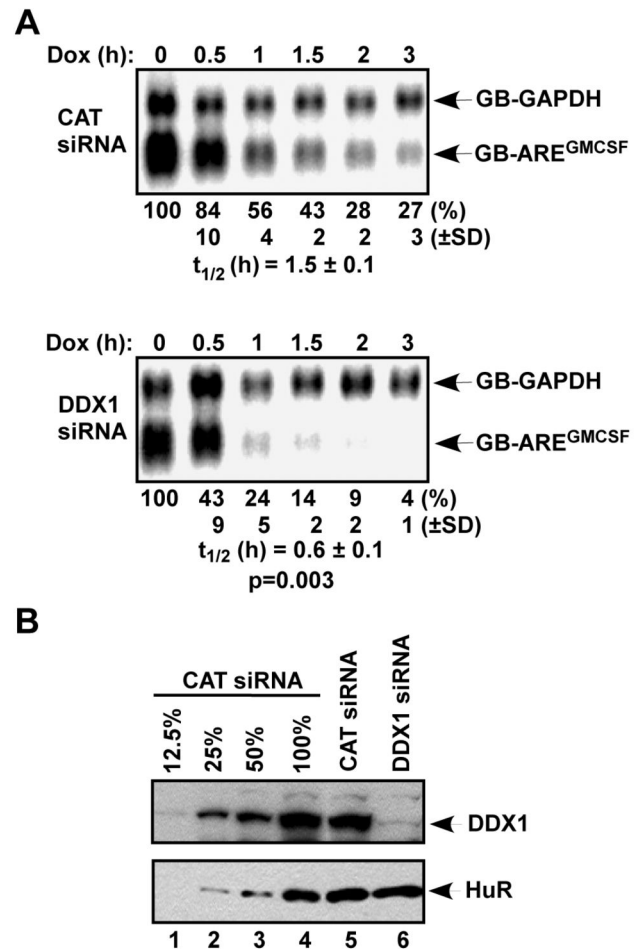 A
Dox (h): 0 0.5 1 1.5 2 3
CAT
siRNA
GB-GAPDH
GB-ARE^GMCSF
100 84 56 43 28 27 (%)
10 4 2 2 3 (±SD)
t1/2 (h) = 1.5 ± 0.1
Dox (h): 0 0.5 1 1.5 2 3
DDX1
siRNA
GB-GAPDH
GB-ARE^GMCSF
100 43 24 14 9 4 (%)
9 5 2 2 1 (±SD)
t1/2 (h) = 0.6 ± 0.1
p=0.003
B
CAT siRNA
12.5% 25% 50% 100% CAT siRNA DDX1 siRNA
DDX1
HuR
1 2 3 4 5 6